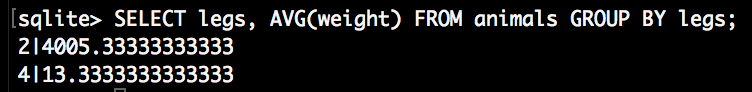 [sqlite> SELECT legs, AVG(weight) FROM animals GROUP BY legs;
2|4005.33333333333
4|13.3333333333333